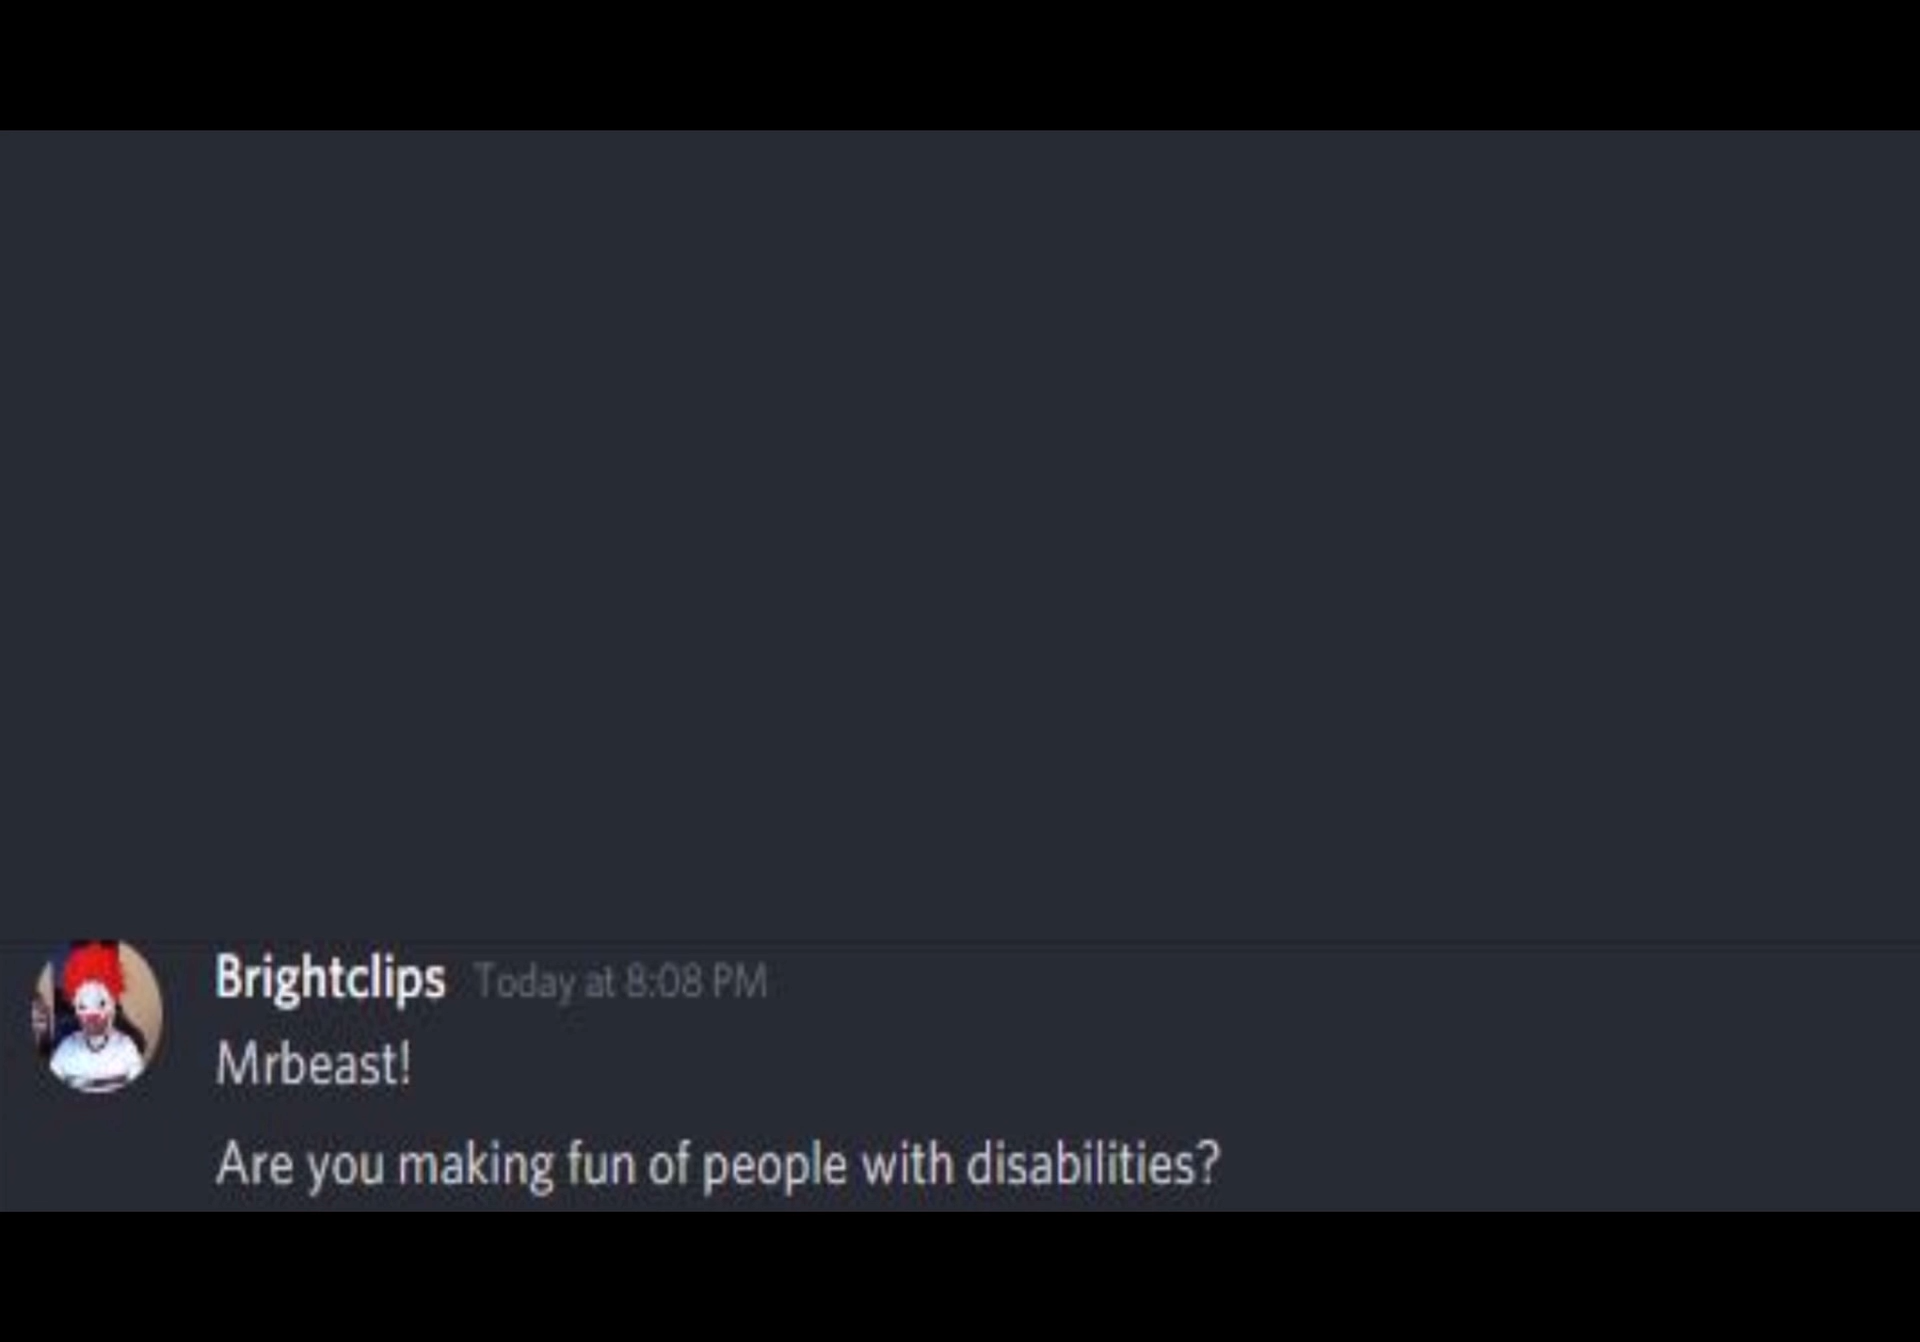 Brightclips Today at 8:08 PM
Mrbeast!
Are you making fun of people with disabilities?